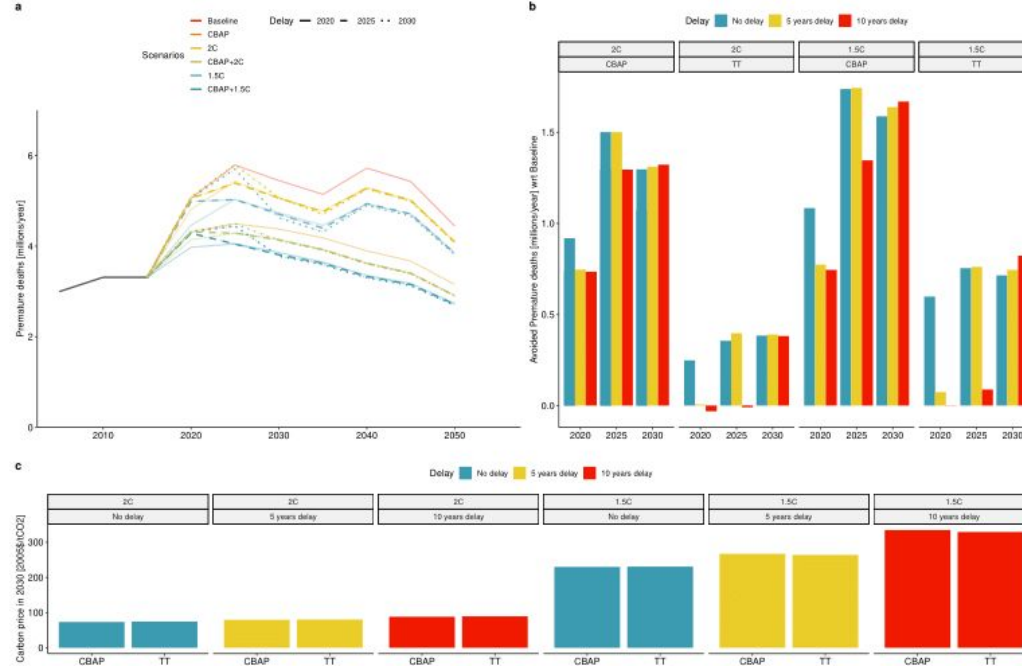 a
Scenarios
Baseline
CBAP
2C
CBAP+2C
1.5C
CBAP+1.5C
Delay 2020 2025 2030
Premature deaths [millions/year]
6
4
2
0
2010 2020 2030 2040 2050
b
Delay No delay 5 years delay 10 years delay
2C 2C 1.5C 1.5C
CBAP TT CBAP TT
Avoided Premature deaths [millions/year] wrt Baseline
1.5
1.0
0.5
0.0
2020 2025 2030 2020 2025 2030 2020 2025 2030 2020 2025 2030
c
Delay No delay 5 years delay 10 years delay
2C 2C 2C 1.5C 1.5C 1.5C
No delay 5 years delay 10 years delay No delay 5 years delay 10 years delay
Carbon price in 2030 [2005$/tCO2]
300
200
100
0
CBAP TT CBAP TT CBAP TT CBAP TT CBAP TT CBAP TT